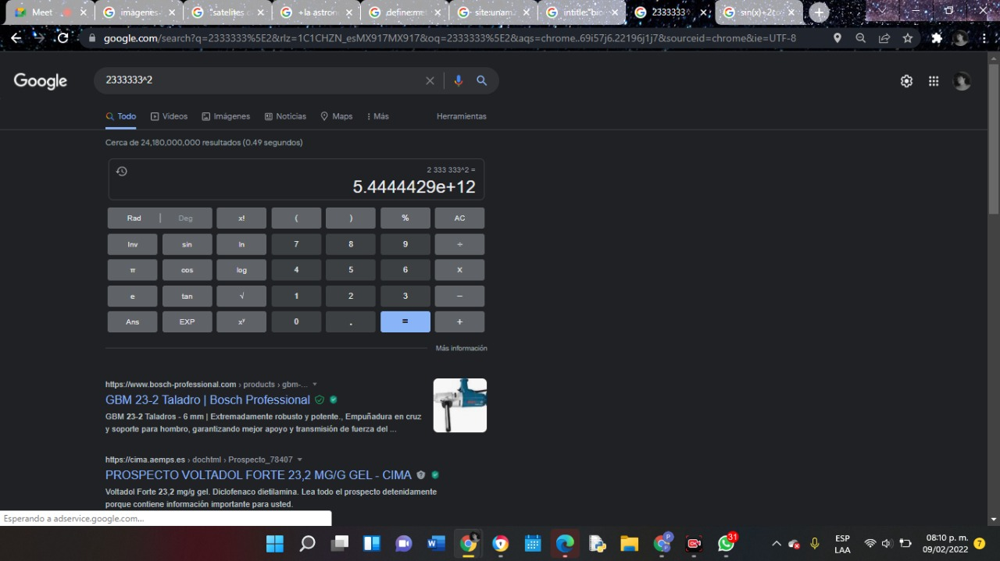 Meet
imagenes
"satelites c
+la astron
define:me
site:unam.
intitle:"bio
2333333^
sin(x)+2co
google.com/search?q=2333333%5E2&rlz=1C1CHZN_esMX917MX917&oq=2333333%5E2&aqs=chrome..69i57j6.22196j1j7&sourceid=chrome&ie=UTF-8
Google
2333333^2
Todo
Videos
Imágenes
Noticias
Maps
Más
Herramientas
Cerca de 24,180,000,000 resultados (0.49 segundos)
2 333 333^2 =
5.4444429e+12
Rad | Deg x! ( ) % AC
Inv sin ln 7 8 9 ÷
π cos log 4 5 6 ×
e tan √ 1 2 3 −
Ans EXP xʸ 0 . = +
Más información
https://www.bosch-professional.com › products › gbm-...
GBM 23-2 Taladro | Bosch Professional
GBM 23-2 Taladros - 6 mm | Extremadamente robusto y potente., Empuñadura en cruz
y soporte para hombro, garantizando mejor apoyo y transmisión de fuerza del ...
https://cima.aemps.es › dochtml › Prospecto_78407
PROSPECTO VOLTADOL FORTE 23,2 MG/G GEL - CIMA
Voltadol Forte 23,2 mg/g gel. Diclofenaco dietilamina. Lea todo el prospecto detenidamente
porque contiene información importante para usted.
Esperando a adservice.google.com...
31
ESP
LAA
08:10 p. m.
09/02/2022
7